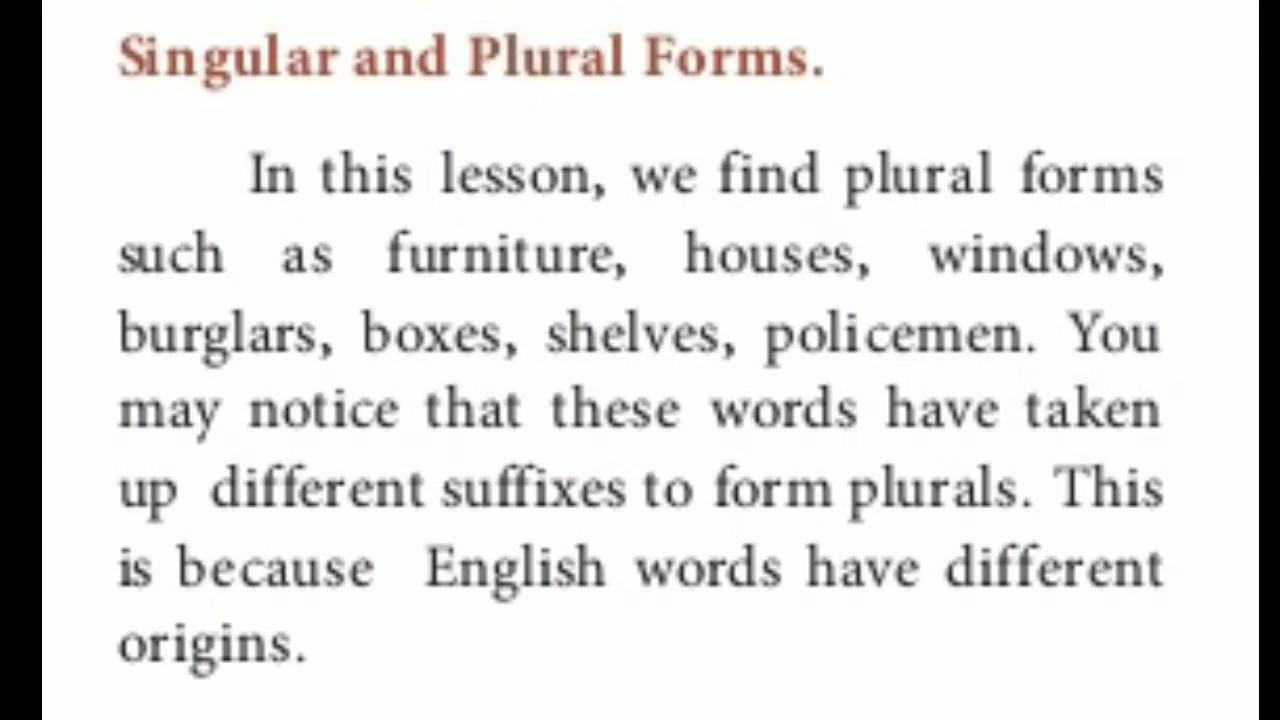 Singular and Plural Forms.
In this lesson, we find plural forms
such as furniture, houses, windows,
burglars, boxes, shelves, policemen. You
may notice that these words have taken
up different suffixes to form plurals. This
is because English words have different
origins.